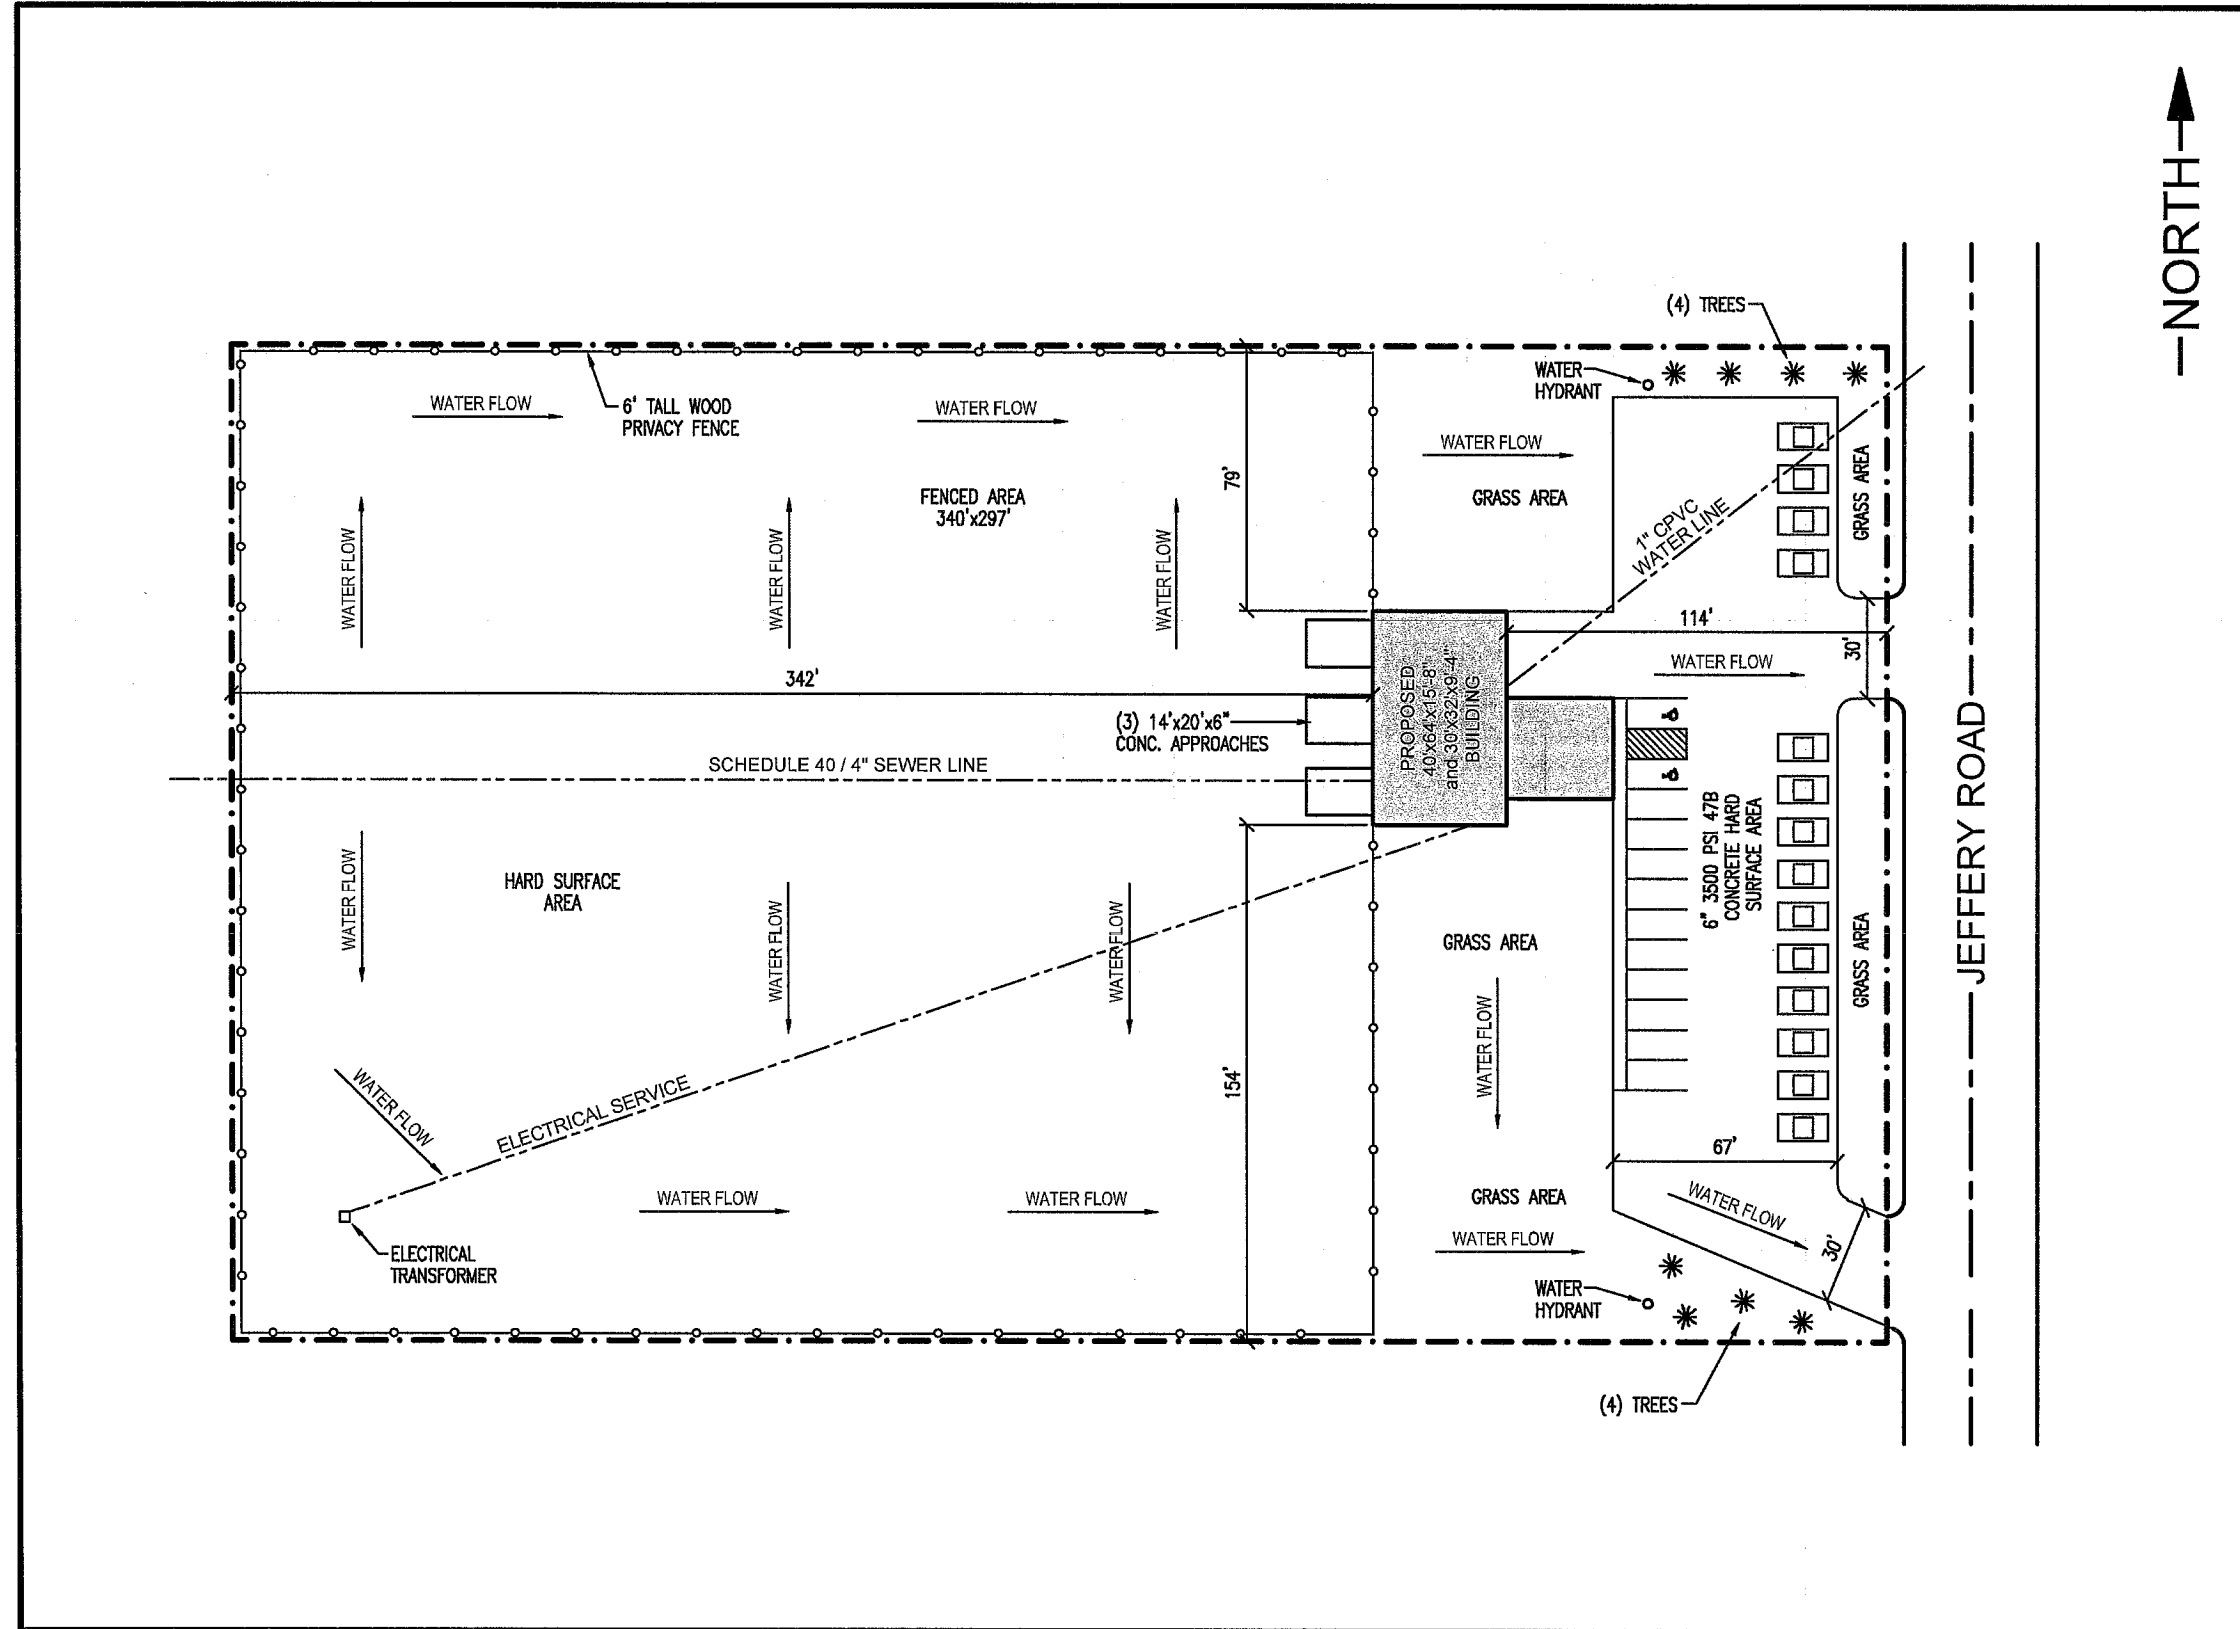 NORTH
(4) TREES
WATER
HYDRANT
WATER FLOW
6' TALL WOOD
PRIVACY FENCE
WATER FLOW
WATER FLOW
GRASS AREA
FENCED AREA
340'x297'
79'
GRASS AREA
1" CPVC
WATER LINE
WATER FLOW
WATER FLOW
WATER FLOW
114'
30'
WATER FLOW
342'
PROPOSED
40'x64'x15'-8"
and 30'x32'x9'-4"
BUILDING
(3) 14'x20'x6"
CONC. APPROACHES
SCHEDULE 40 / 4" SEWER LINE
JEFFERY ROAD
6" 3500 PSI 47B
CONCRETE HARD
SURFACE AREA
HARD SURFACE
AREA
WATER FLOW
WATER FLOW
WATER FLOW
GRASS AREA
GRASS AREA
WATER FLOW
154'
WATER FLOW
ELECTRICAL SERVICE
67'
WATER FLOW
WATER FLOW
GRASS AREA
WATER FLOW
WATER FLOW
30'
ELECTRICAL
TRANSFORMER
WATER
HYDRANT
(4) TREES